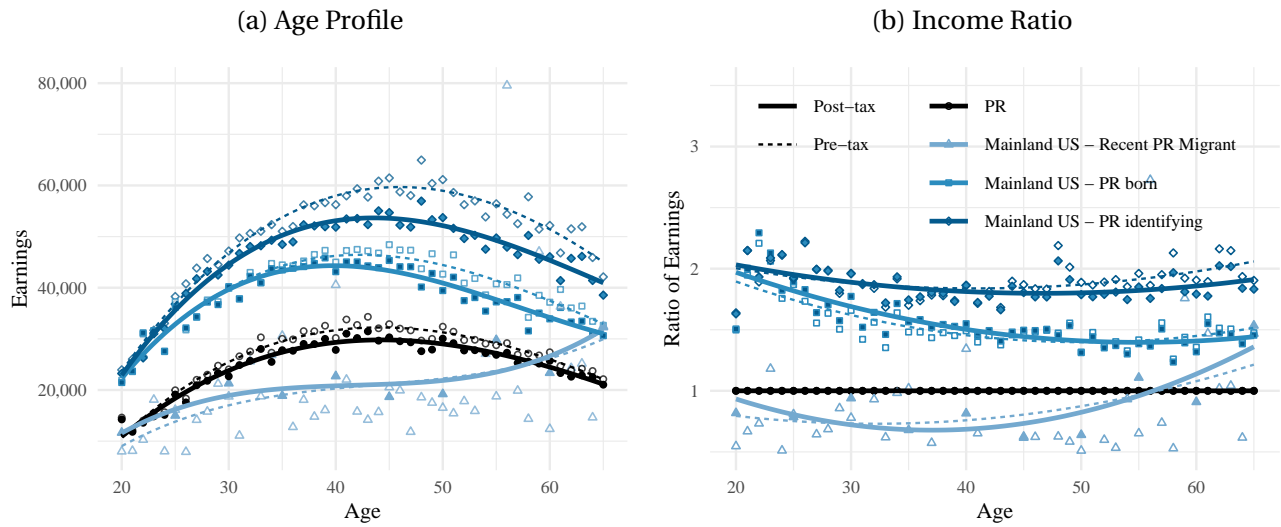 (a) Age Profile
80,000
60,000
40,000
20,000
Earnings
20 30 40 50 60
Age
(b) Income Ratio
Post−tax
Pre−tax
PR
Mainland US − Recent PR Migrant
Mainland US − PR born
Mainland US − PR identifying
3
2
1
Ratio of Earnings
20 30 40 50 60
Age